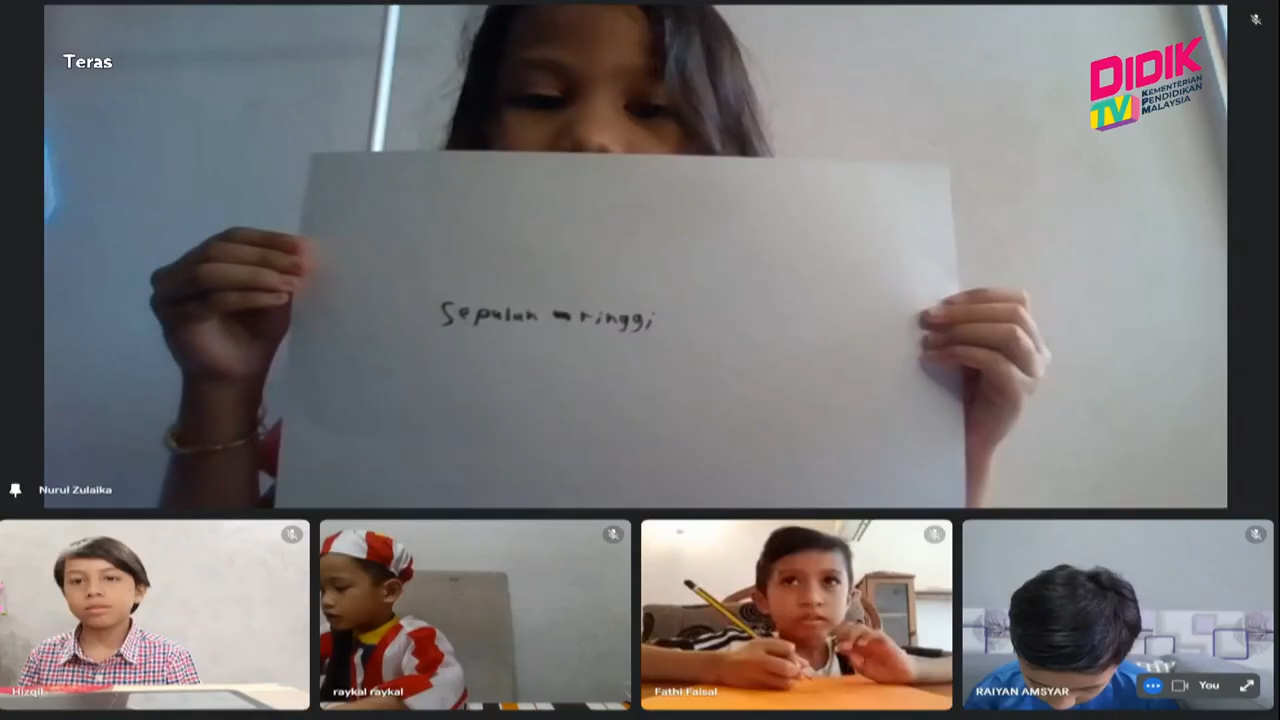 Teras
DIDIK
TV
KEMENTERIAN
PENDIDIKAN
MALAYSIA
Sepuluh ringgi
Nurul Zulaika
Hizqil
raykal raykal
Fathi Faisal
RAIYAN AMSYAR
You